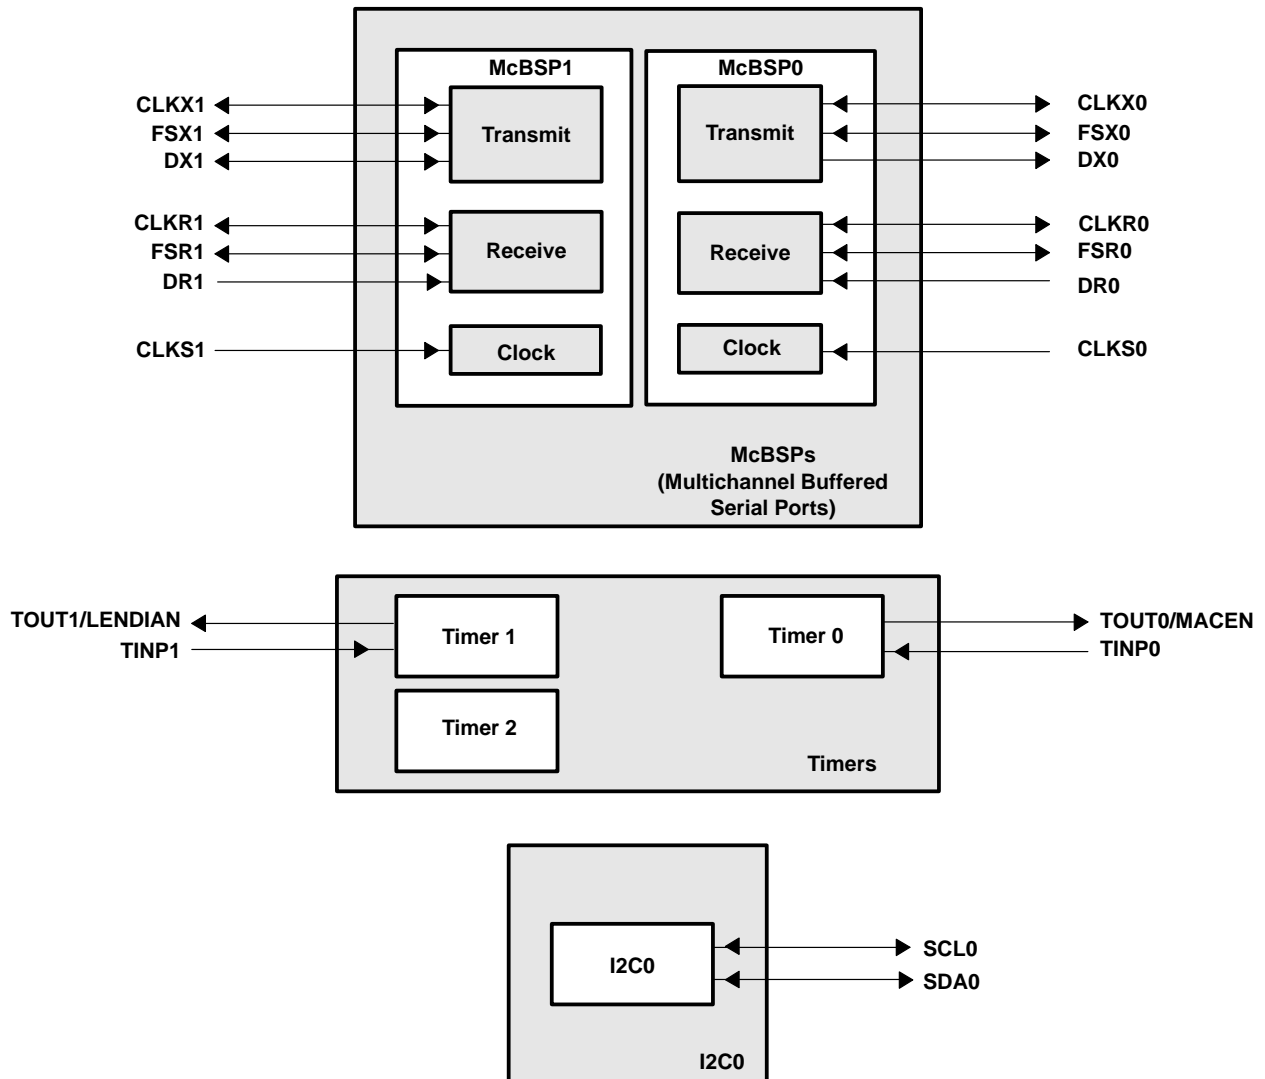 McBSP1
McBSP0
CLKX1
FSX1
DX1
Transmit
Transmit
CLKX0
FSX0
DX0
CLKR1
FSR1
DR1
Receive
Receive
CLKR0
FSR0
DR0
CLKS1
Clock
Clock
CLKS0
McBSPs
(Multichannel Buffered
Serial Ports)
TOUT1/LENDIAN
TINP1
Timer 1
Timer 0
TOUT0/MACEN
TINP0
Timer 2
Timers
I2C0
SCL0
SDA0
I2C0